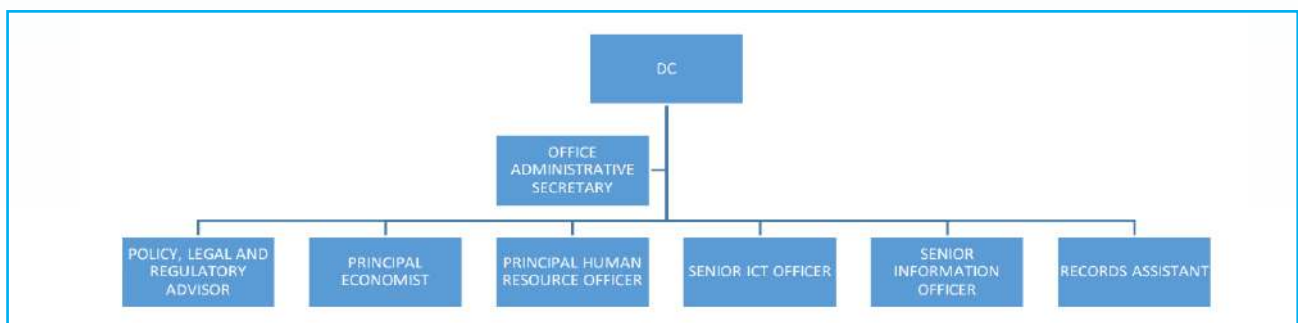 DC
OFFICE
ADMINISTRATIVE
SECRETARY
POLICY, LEGAL AND
REGULATORY
ADVISOR
PRINCIPAL
ECONOMIST
PRINCIPAL HUMAN
RESOURCE OFFICER
SENIOR ICT OFFICER
SENIOR
INFORMATION
OFFICER
RECORDS ASSISTANT